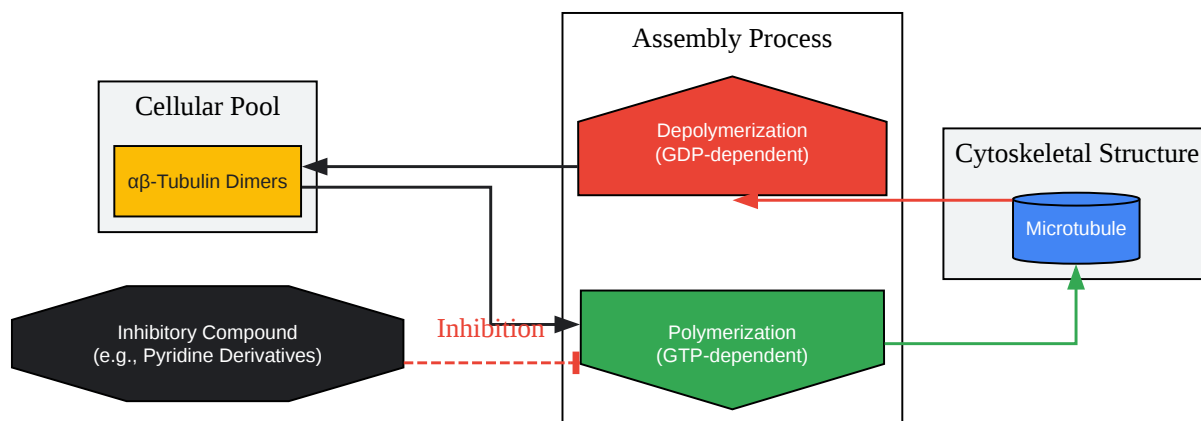 Assembly Process
Cellular Pool
Depolymerization
(GDP-dependent)
Cytoskeletal Structure
αβ-Tubulin Dimers
Microtubule
Inhibitory Compound
(e.g., Pyridine Derivatives)
Inhibition
Polymerization
(GTP-dependent)